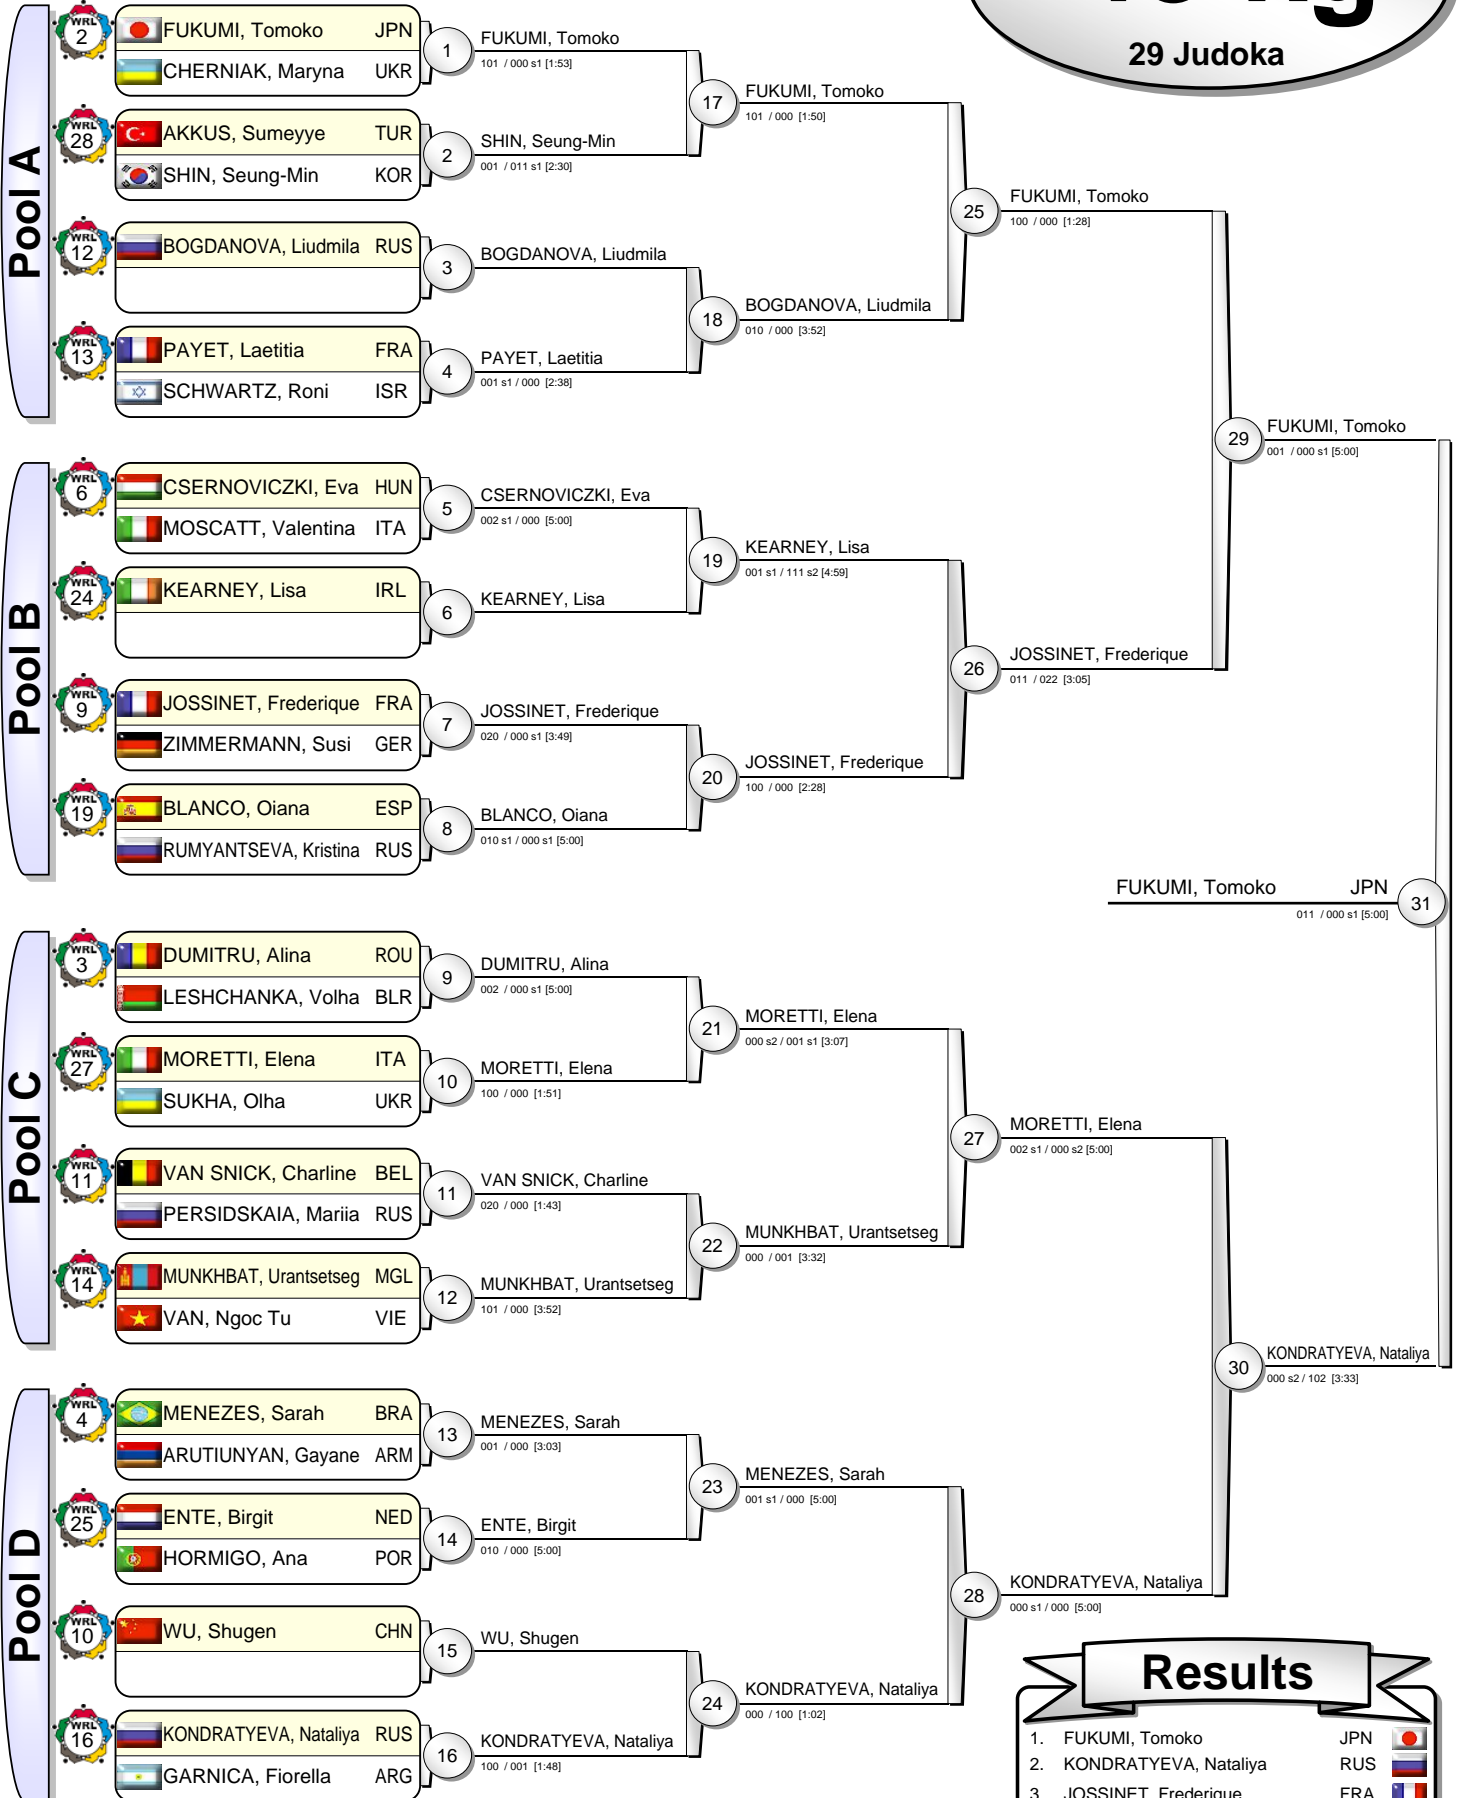 29 Judoka
Pool A
WRL 2
FUKUMI, Tomoko JPN
CHERNIAK, Maryna UKR
1
FUKUMI, Tomoko
101 / 000 s1 [1:53]
WRL 28
AKKUS, Sumeyye TUR
SHIN, Seung-Min KOR
2
SHIN, Seung-Min
001 / 011 s1 [2:30]
17
FUKUMI, Tomoko
101 / 000 [1:50]
WRL 12
BOGDANOVA, Liudmila RUS
3
BOGDANOVA, Liudmila
WRL 13
PAYET, Laetitia FRA
SCHWARTZ, Roni ISR
4
PAYET, Laetitia
001 s1 / 000 [2:38]
18
BOGDANOVA, Liudmila
010 / 000 [3:52]
25
FUKUMI, Tomoko
100 / 000 [1:28]
Pool B
WRL 6
CSERNOVICZKI, Eva HUN
MOSCATT, Valentina ITA
5
CSERNOVICZKI, Eva
002 s1 / 000 [5:00]
WRL 24
KEARNEY, Lisa IRL
6
KEARNEY, Lisa
19
KEARNEY, Lisa
001 s1 / 111 s2 [4:59]
WRL 9
JOSSINET, Frederique FRA
ZIMMERMANN, Susi GER
7
JOSSINET, Frederique
020 / 000 s1 [3:49]
WRL 19
BLANCO, Oiana ESP
RUMYANTSEVA, Kristina RUS
8
BLANCO, Oiana
010 s1 / 000 s1 [5:00]
20
JOSSINET, Frederique
100 / 000 [2:28]
26
JOSSINET, Frederique
011 / 022 [3:05]
29
FUKUMI, Tomoko
001 / 000 s1 [5:00]
FUKUMI, Tomoko JPN
011 / 000 s1 [5:00]
31
Pool C
WRL 3
DUMITRU, Alina ROU
LESHCHANKA, Volha BLR
9
DUMITRU, Alina
002 / 000 s1 [5:00]
WRL 27
MORETTI, Elena ITA
SUKHA, Olha UKR
10
MORETTI, Elena
100 / 000 [1:51]
21
MORETTI, Elena
000 s2 / 001 s1 [3:07]
WRL 11
VAN SNICK, Charline BEL
PERSIDSKAIA, Mariia RUS
11
VAN SNICK, Charline
020 / 000 [1:43]
WRL 14
MUNKHBAT, Urantsetseg MGL
VAN, Ngoc Tu VIE
12
MUNKHBAT, Urantsetseg
101 / 000 [3:52]
22
MUNKHBAT, Urantsetseg
000 / 001 [3:32]
27
MORETTI, Elena
002 s1 / 000 s2 [5:00]
Pool D
WRL 4
MENEZES, Sarah BRA
ARUTIUNYAN, Gayane ARM
13
MENEZES, Sarah
001 / 000 [3:03]
WRL 25
ENTE, Birgit NED
HORMIGO, Ana POR
14
ENTE, Birgit
010 / 000 [5:00]
23
MENEZES, Sarah
001 s1 / 000 [5:00]
WRL 10
WU, Shugen CHN
15
WU, Shugen
WRL 16
KONDRATYEVA, Nataliya RUS
GARNICA, Fiorella ARG
16
KONDRATYEVA, Nataliya
100 / 001 [1:48]
24
KONDRATYEVA, Nataliya
000 / 100 [1:02]
28
KONDRATYEVA, Nataliya
000 s1 / 000 [5:00]
30
KONDRATYEVA, Nataliya
000 s2 / 102 [3:33]
Results
1. FUKUMI, Tomoko JPN
2. KONDRATYEVA, Nataliya RUS
3. JOSSINET, Frederique FRA